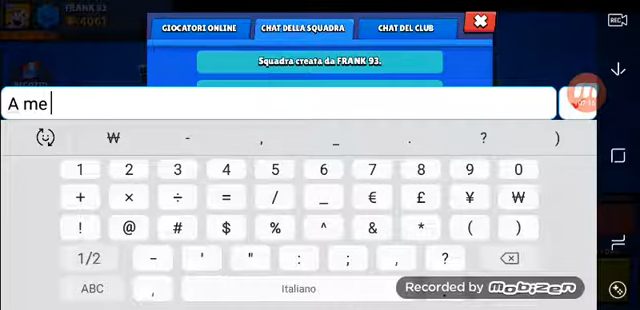 FRANK 93
4061
GIOCATORI ONLINE
CHAT DELLA SQUADRA
CHAT DEL CLUB
REC
Squadra creata da FRANK 93.
A me
₩ - , _ . ? )
1 2 3 4 5 6 7 8 9 0
+ × ÷ = / _ € £ ¥ ₩
! @ # $ % ^ & * ( )
1/2 - ' " : ; , ?
ABC , Italiano
Recorded by MOBIZEN